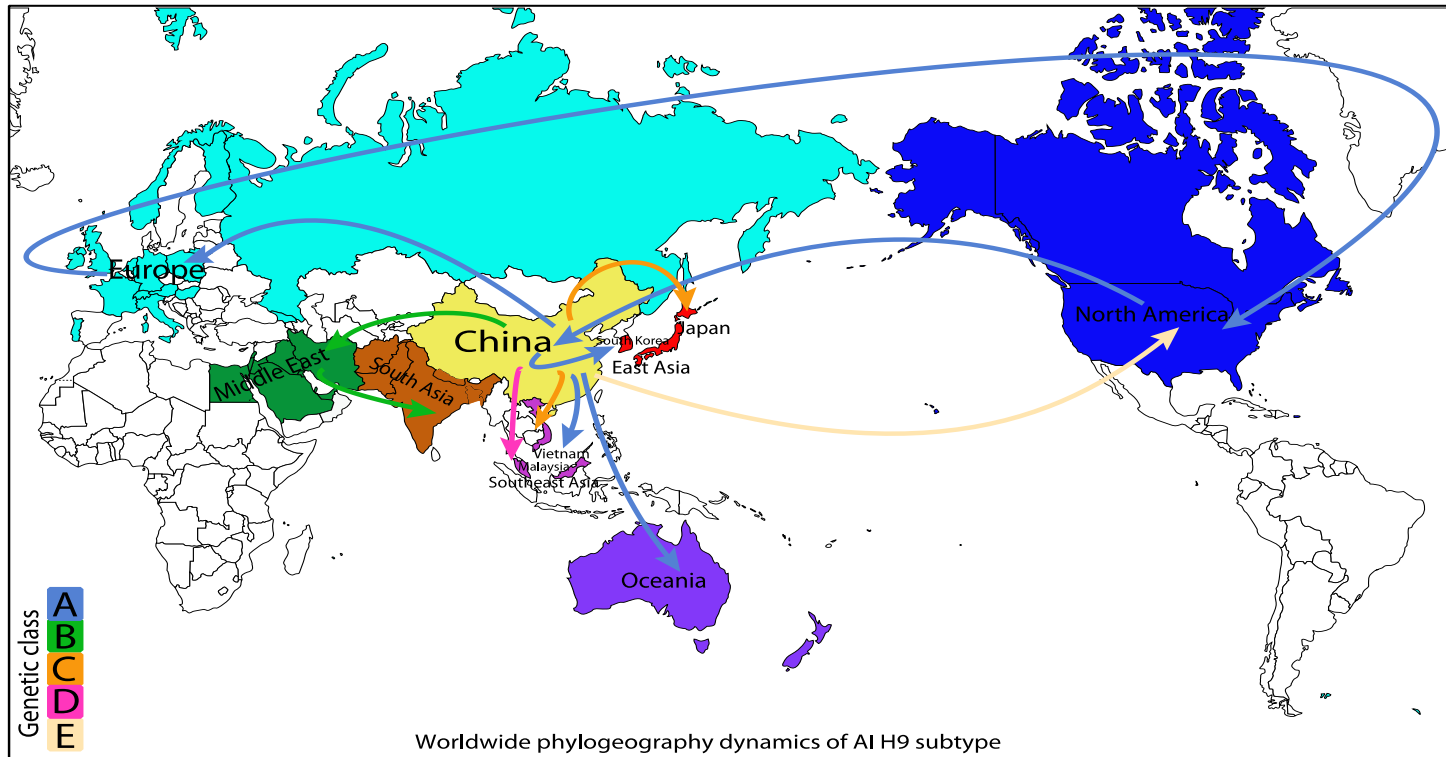 Europe
North America
China
South Korea
Japan
East Asia
Middle East
South Asia
Vietnam
Malaysia
Southeast Asia
Oceania
Genetic class
A
B
C
D
E
Worldwide phylogeography dynamics of AI H9 subtype